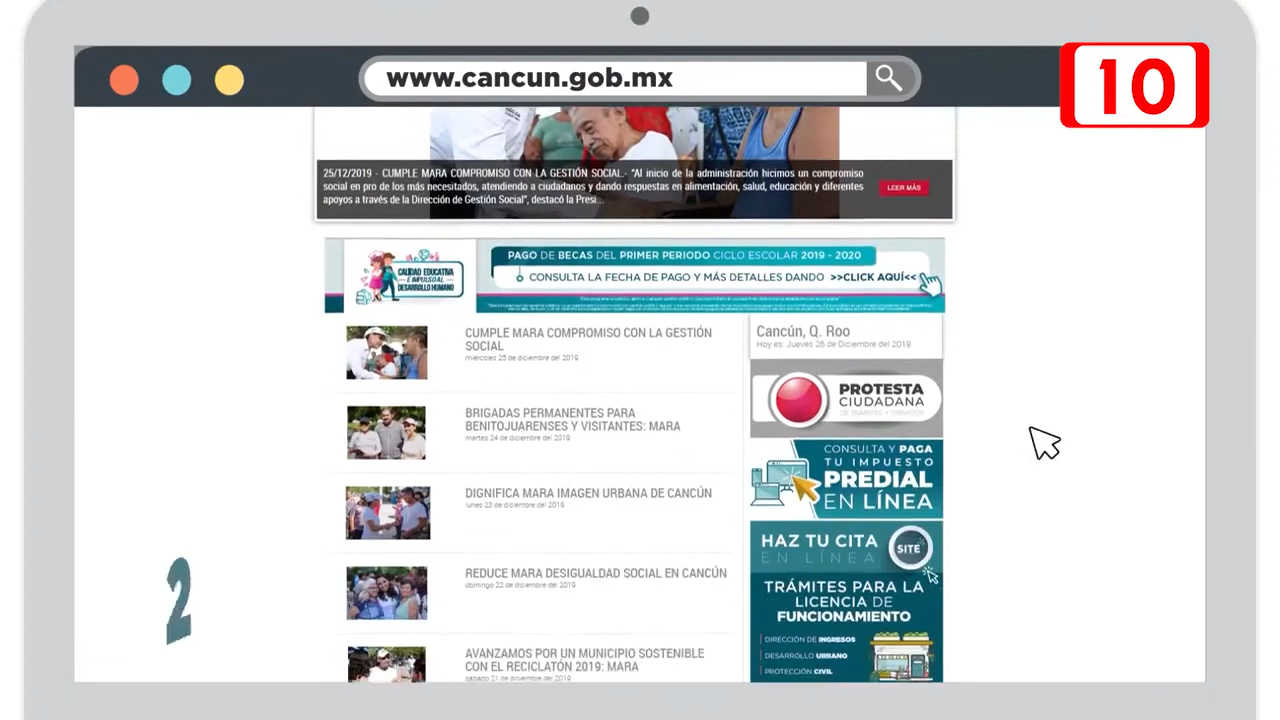 www.cancun.gob.mx
10
25/12/2019 - CUMPLE MARA COMPROMISO CON LA GESTIÓN SOCIAL.- "Al inicio de la administración hicimos un compromiso
social en pro de los más necesitados, atendiendo a ciudadanos y dando respuestas en alimentación, salud, educación y diferentes
apoyos a través de la Dirección de Gestión Social", destacó la Presi...
LEER MÁS
CALIDAD EDUCATIVA
E IMPULSO AL
DESARROLLO HUMANO
PAGO DE BECAS DEL PRIMER PERIODO CICLO ESCOLAR 2019 - 2020
CONSULTA LA FECHA DE PAGO Y MÁS DETALLES DANDO >>CLICK AQUÍ<<
CUMPLE MARA COMPROMISO CON LA GESTIÓN
SOCIAL
miércoles 25 de diciembre del 2019
BRIGADAS PERMANENTES PARA
BENITOJUARENSES Y VISITANTES: MARA
martes 24 de diciembre del 2019
DIGNIFICA MARA IMAGEN URBANA DE CANCÚN
lunes 23 de diciembre del 2019
REDUCE MARA DESIGUALDAD SOCIAL EN CANCÚN
domingo 22 de diciembre del 2019
AVANZAMOS POR UN MUNICIPIO SOSTENIBLE
CON EL RECICLATÓN 2019: MARA
sábado 21 de diciembre del 2019
Cancún, Q. Roo
Hoy es: Jueves 26 de Diciembre del 2019
PROTESTA
CIUDADANA
DE TRÁMITES Y SERVICIOS
CONSULTA Y PAGA
TU IMPUESTO
PREDIAL
EN LÍNEA
HAZ TU CITA
EN LÍNEA
SITE
TRÁMITES PARA LA
LICENCIA DE
FUNCIONAMIENTO
DIRECCIÓN DE INGRESOS
DESARROLLO URBANO
PROTECCIÓN CIVIL
2